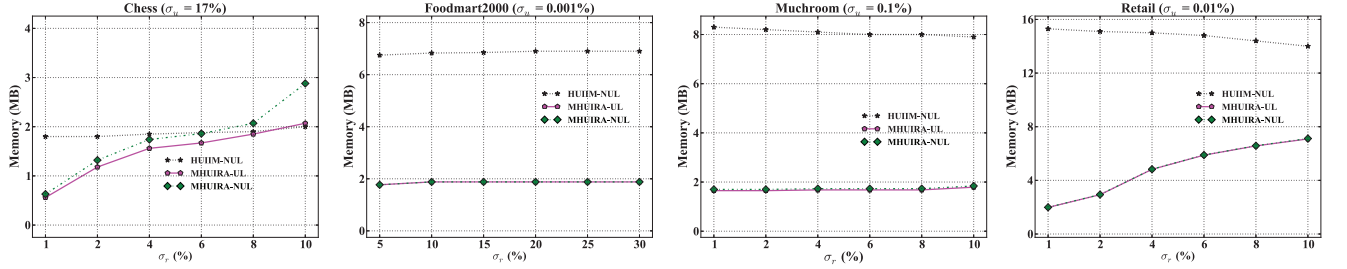 Chess (σu = 17%)
Memory (MB)
4
3
2
1
0
HUIIM-NUL
MHUIRA-UL
MHUIRA-NUL
1 2 4 6 8 10
σr (%)
Foodmart2000 (σu = 0.001%)
Memory (MB)
8
6
4
2
0
HUIIM-NUL
MHUIRA-UL
MHUIRA-NUL
5 10 15 20 25 30
σr (%)
Muchroom (σu = 0.1%)
Memory (MB)
8
6
4
2
0
HUIIM-NUL
MHUIRA-UL
MHUIRA-NUL
1 2 4 6 8 10
σr (%)
Retail (σu = 0.01%)
Memory (MB)
16
12
8
4
0
HUIIM-NUL
MHUIRA-UL
MHUIRA-NUL
1 2 4 6 8 10
σr (%)